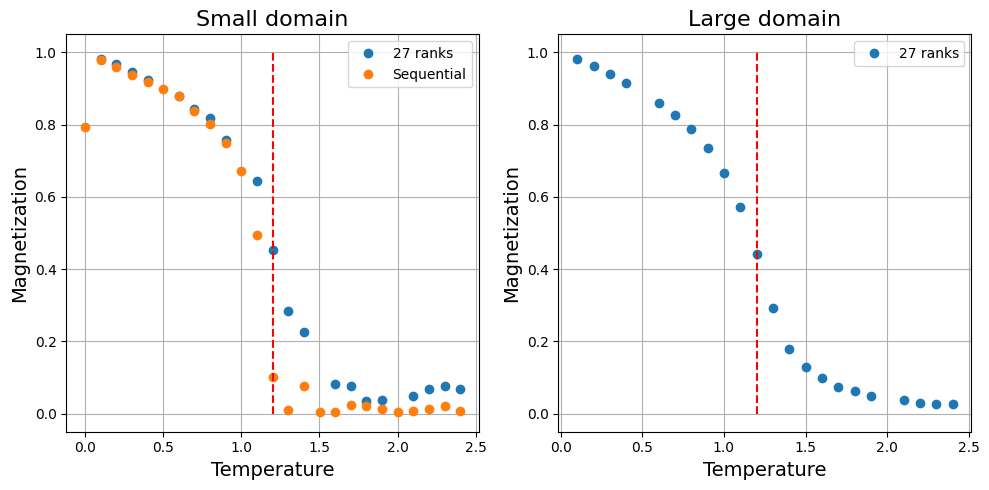 Small domain
1.0
0.8
0.6
0.4
0.2
0.0
Magnetization
27 ranks
Sequential
0.0 0.5 1.0 1.5 2.0 2.5
Temperature
Large domain
1.0
0.8
0.6
0.4
0.2
0.0
Magnetization
27 ranks
0.0 0.5 1.0 1.5 2.0 2.5
Temperature